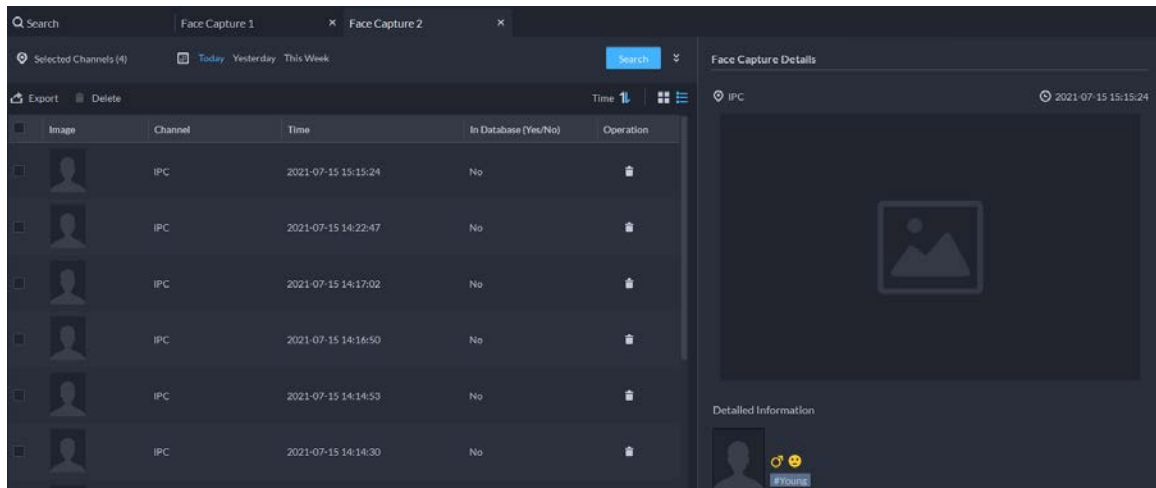 Search Face Capture 1 Face Capture 2
Selected Channels (4) Today Yesterday This Week Search
Export Delete Time
Image Channel Time In Database (Yes/No) Operation
IPC 2021-07-15 15:15:24 No
IPC 2021-07-15 14:22:47 No
IPC 2021-07-15 14:17:02 No
IPC 2021-07-15 14:16:50 No
IPC 2021-07-15 14:14:53 No
IPC 2021-07-15 14:14:30 No
Face Capture Details
IPC 2021-07-15 15:15:24
Detailed Information
#Young